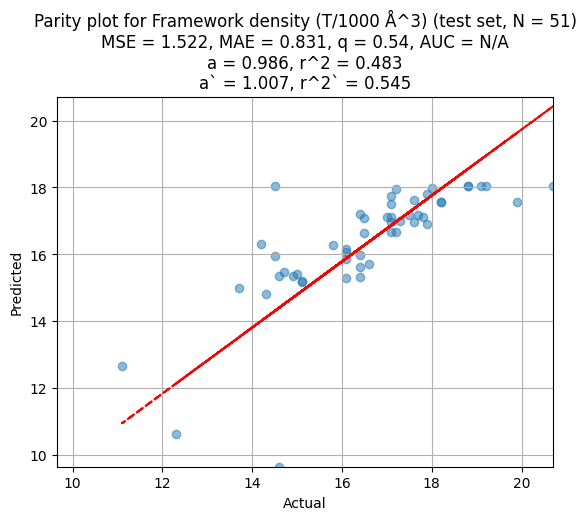 Parity plot for Framework density (T/1000 Å^3) (test set, N = 51)
MSE = 1.522, MAE = 0.831, q = 0.54, AUC = N/A
a = 0.986, r^2 = 0.483
a` = 1.007, r^2` = 0.545
20
18
16
14
12
10
Predicted
10 12 14 16 18 20
Actual